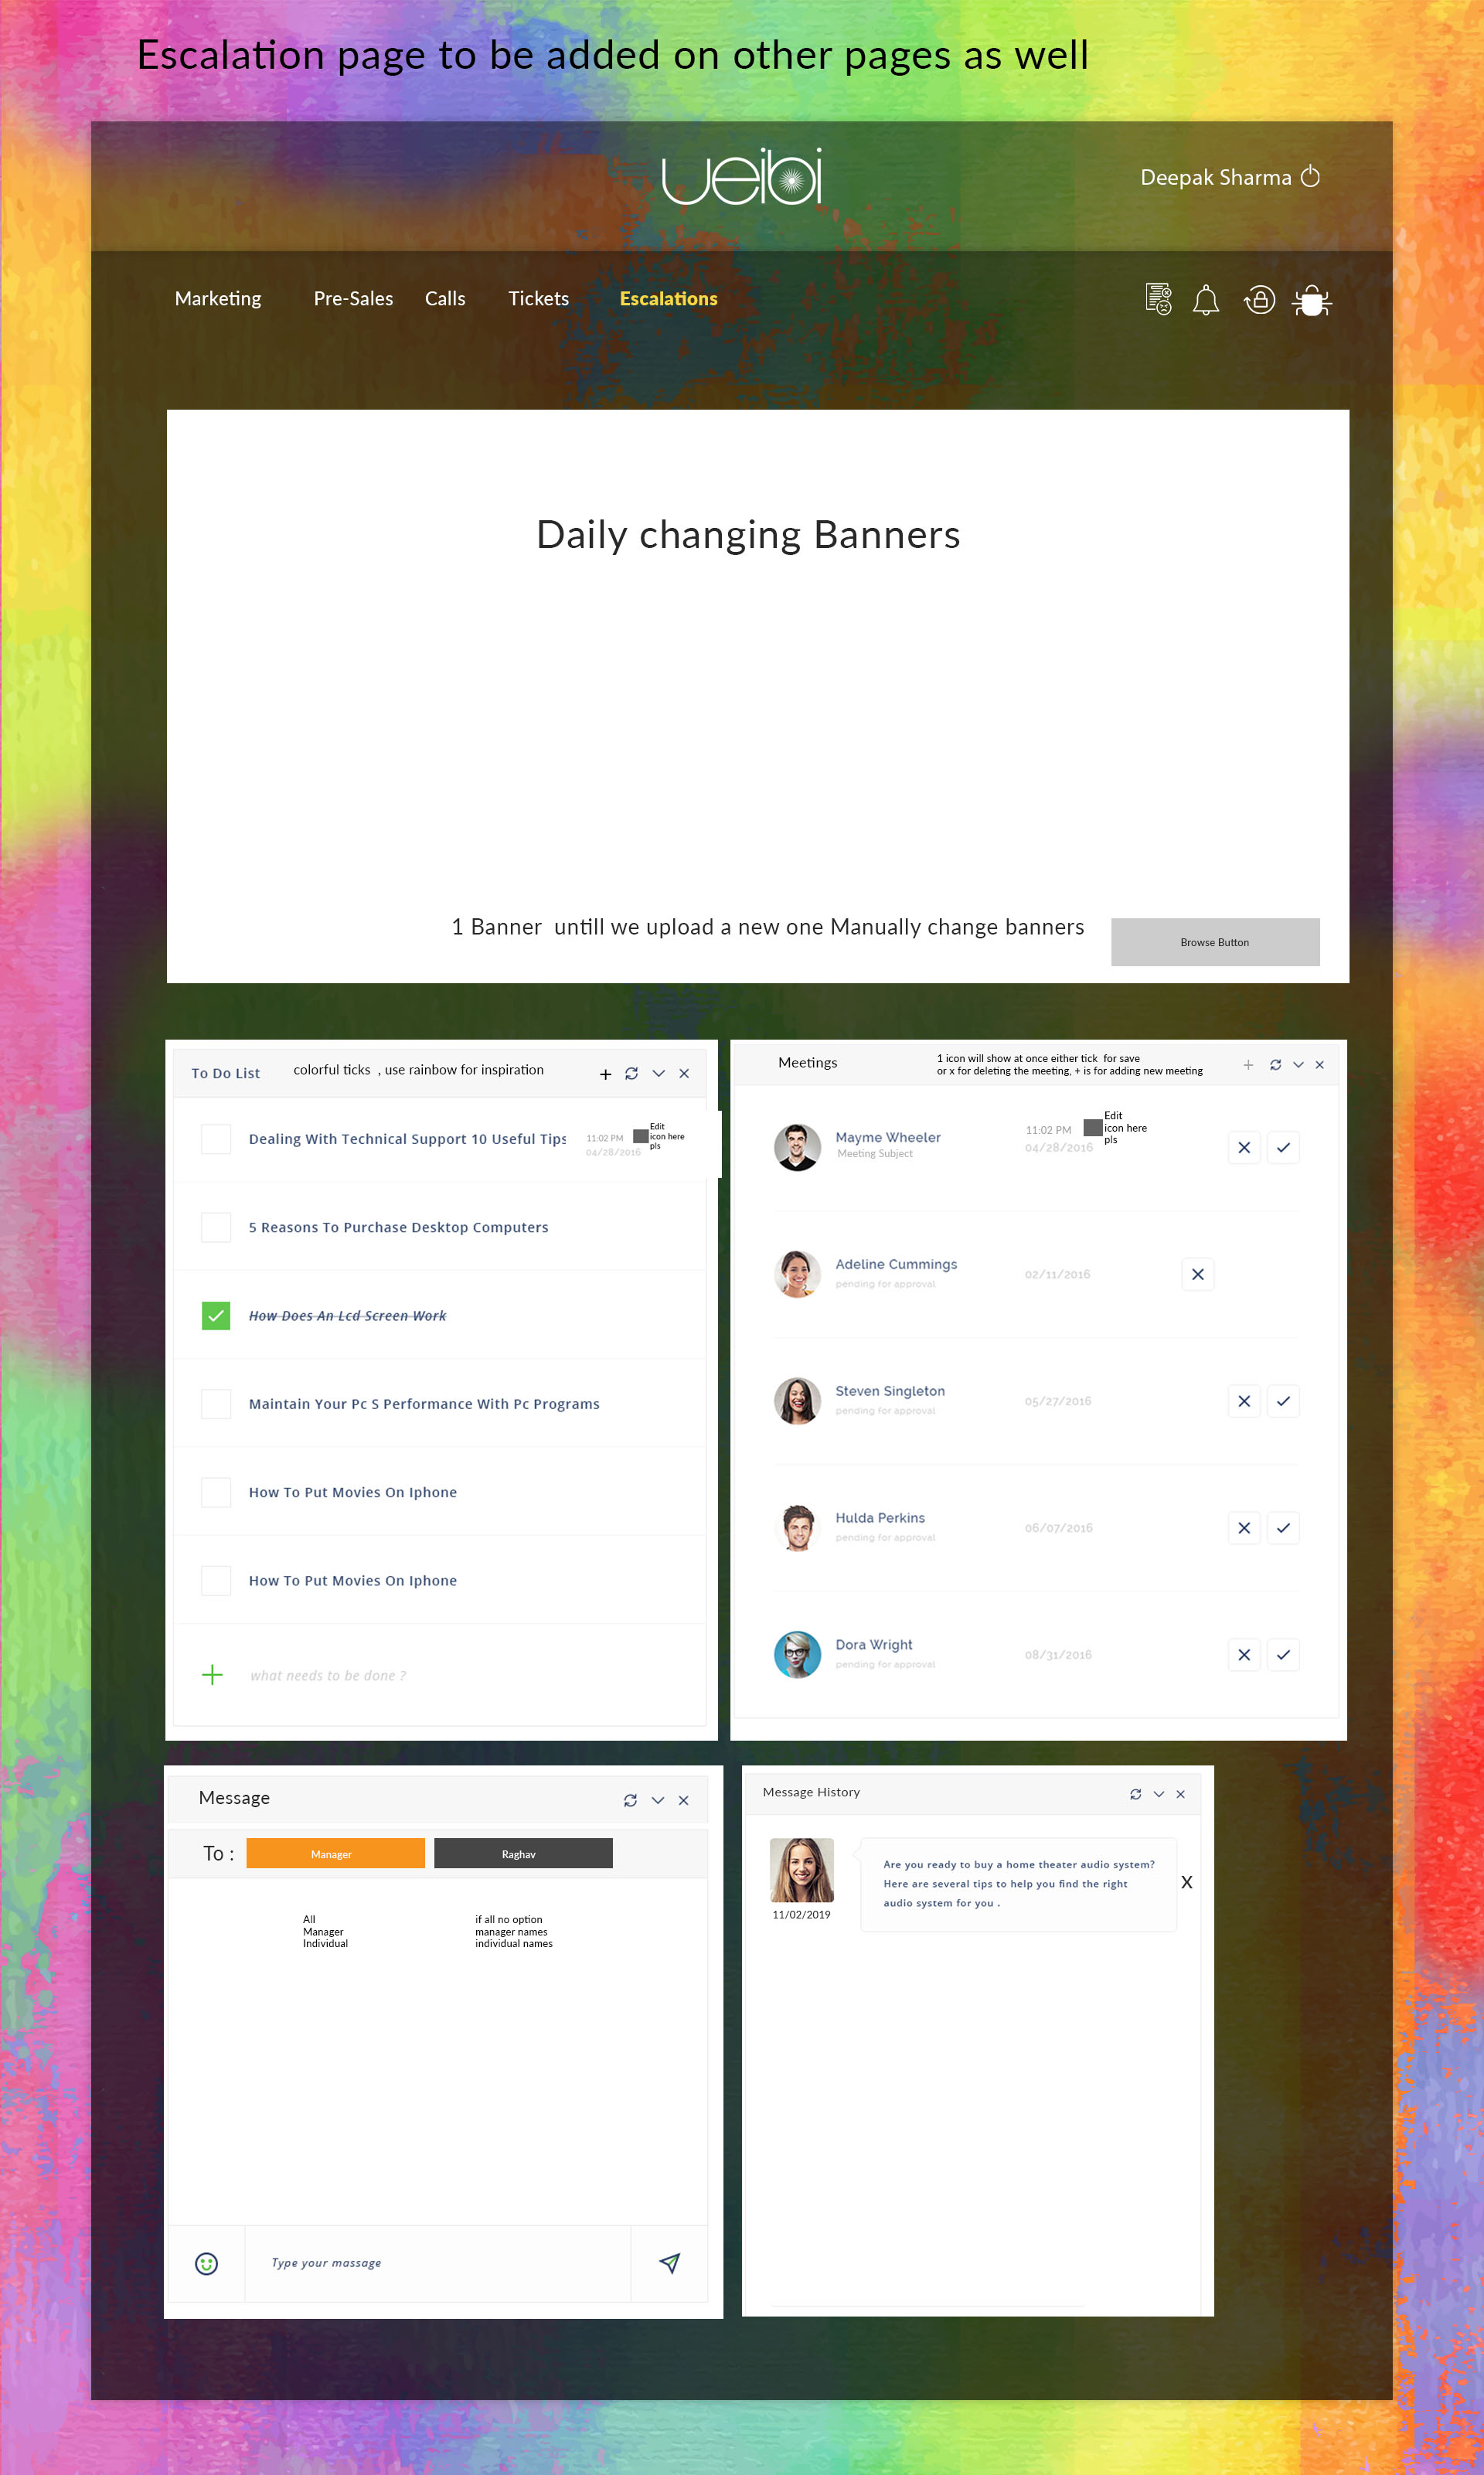 Escalation page to be added on other pages as well
ueibi
Deepak Sharma
Marketing Pre-Sales Calls Tickets Escalations
Daily changing Banners
1 Banner untill we upload a new one Manually change banners
Browse Button
To Do List
colorful ticks , use rainbow for inspiration
Dealing With Technical Support 10 Useful Tips
11:02 PM
04/28/2016
Edit
icon here
pls
5 Reasons To Purchase Desktop Computers
How Does An Lcd Screen Work
Maintain Your Pc S Performance With Pc Programs
How To Put Movies On Iphone
How To Put Movies On Iphone
what needs to be done ?
Meetings
1 icon will show at once either tick for save
or x for deleting the meeting, + is for adding new meeting
Mayme Wheeler
Meeting Subject
11:02 PM
04/28/2016
Edit
icon here
pls
Adeline Cummings
pending for approval
02/11/2016
Steven Singleton
pending for approval
05/27/2016
Hulda Perkins
pending for approval
06/07/2016
Dora Wright
pending for approval
08/31/2016
Message
To :
Manager
Raghav
All
Manager
Individual
if all no option
manager names
individual names
Type your massage
Message History
Are you ready to buy a home theater audio system?
Here are several tips to help you find the right
audio system for you .
X
11/02/2019